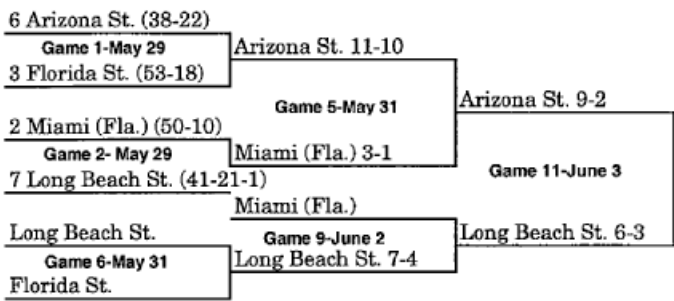 6 Arizona St. (38-22)
Game 1-May 29
3 Florida St. (53-18)
Arizona St. 11-10
Game 5-May 31
2 Miami (Fla.) (50-10)
Game 2- May 29
7 Long Beach St. (41-21-1)
Miami (Fla.) 3-1
Arizona St. 9-2
Game 11-June 3
Miami (Fla.)
Game 9-June 2
Long Beach St. 7-4
Long Beach St. 6-3
Long Beach St.
Game 6-May 31
Florida St.